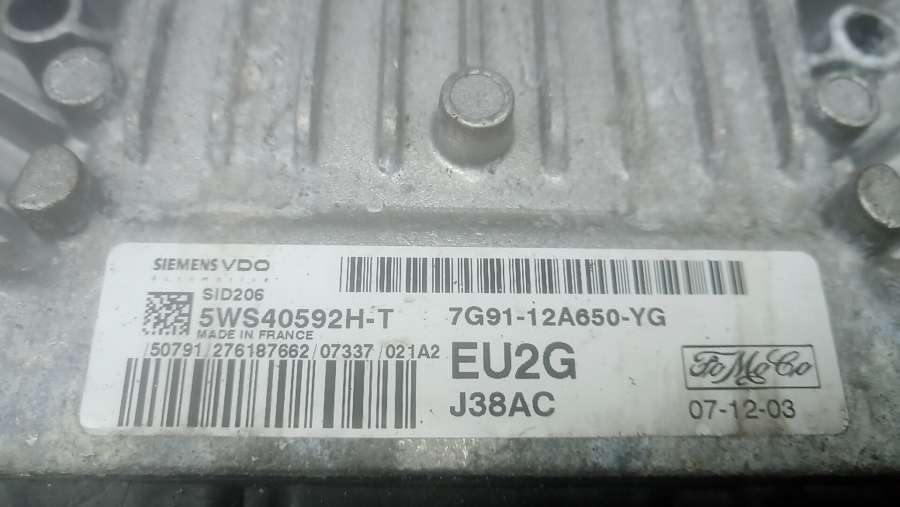 SIEMENS VDO
Automotive
SID206
5WS40592H-T 7G91-12A650-YG
MADE IN FRANCE
50791/276187662/07337/021A2
EU2G
FoMoCo
J38AC
07-12-03